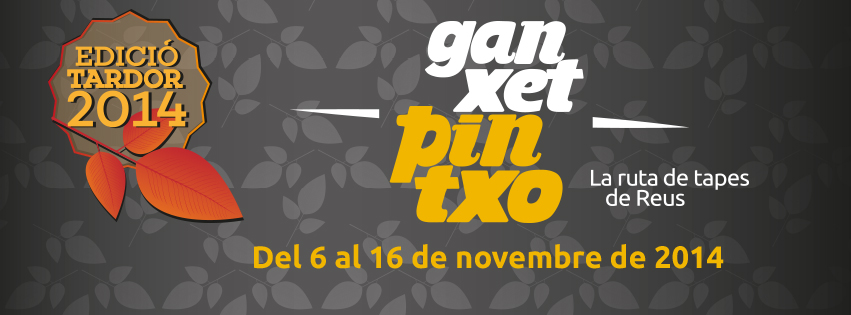 EDICIÓ
TARDOR
2014
gan
xet
pin
txo
La ruta de tapes
de Reus
Del 6 al 16 de novembre de 2014